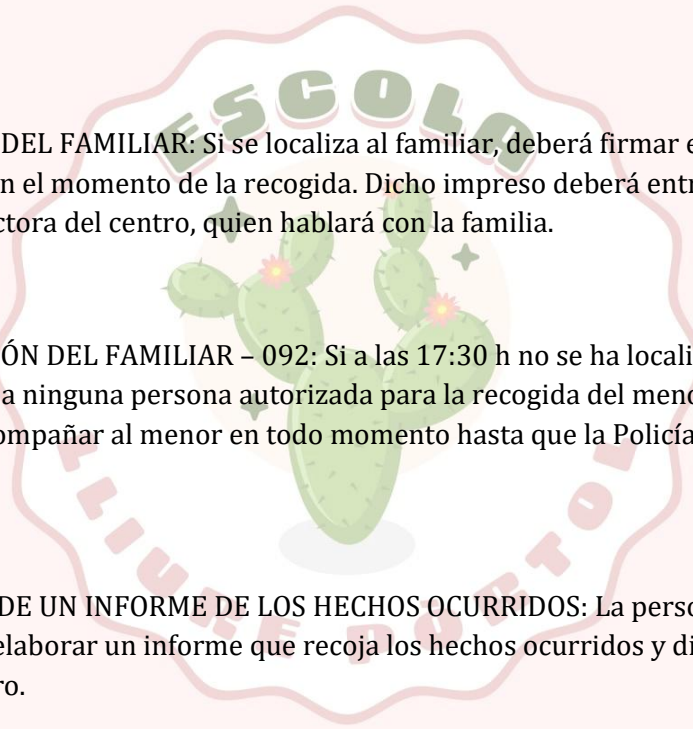 ESCOLA
DEL FAMILIAR: Si se localiza al familiar, deberá firmar e
n el momento de la recogida. Dicho impreso deberá entr
ctora del centro, quien hablará con la familia.
ÓN DEL FAMILIAR – 092: Si a las 17:30 h no se ha locali
a ninguna persona autorizada para la recogida del meno
ompañar al menor en todo momento hasta que la Policía
DE UN INFORME DE LOS HECHOS OCURRIDOS: La perso
elaborar un informe que recoja los hechos ocurridos y di
ro.
LLIURE PORTOL